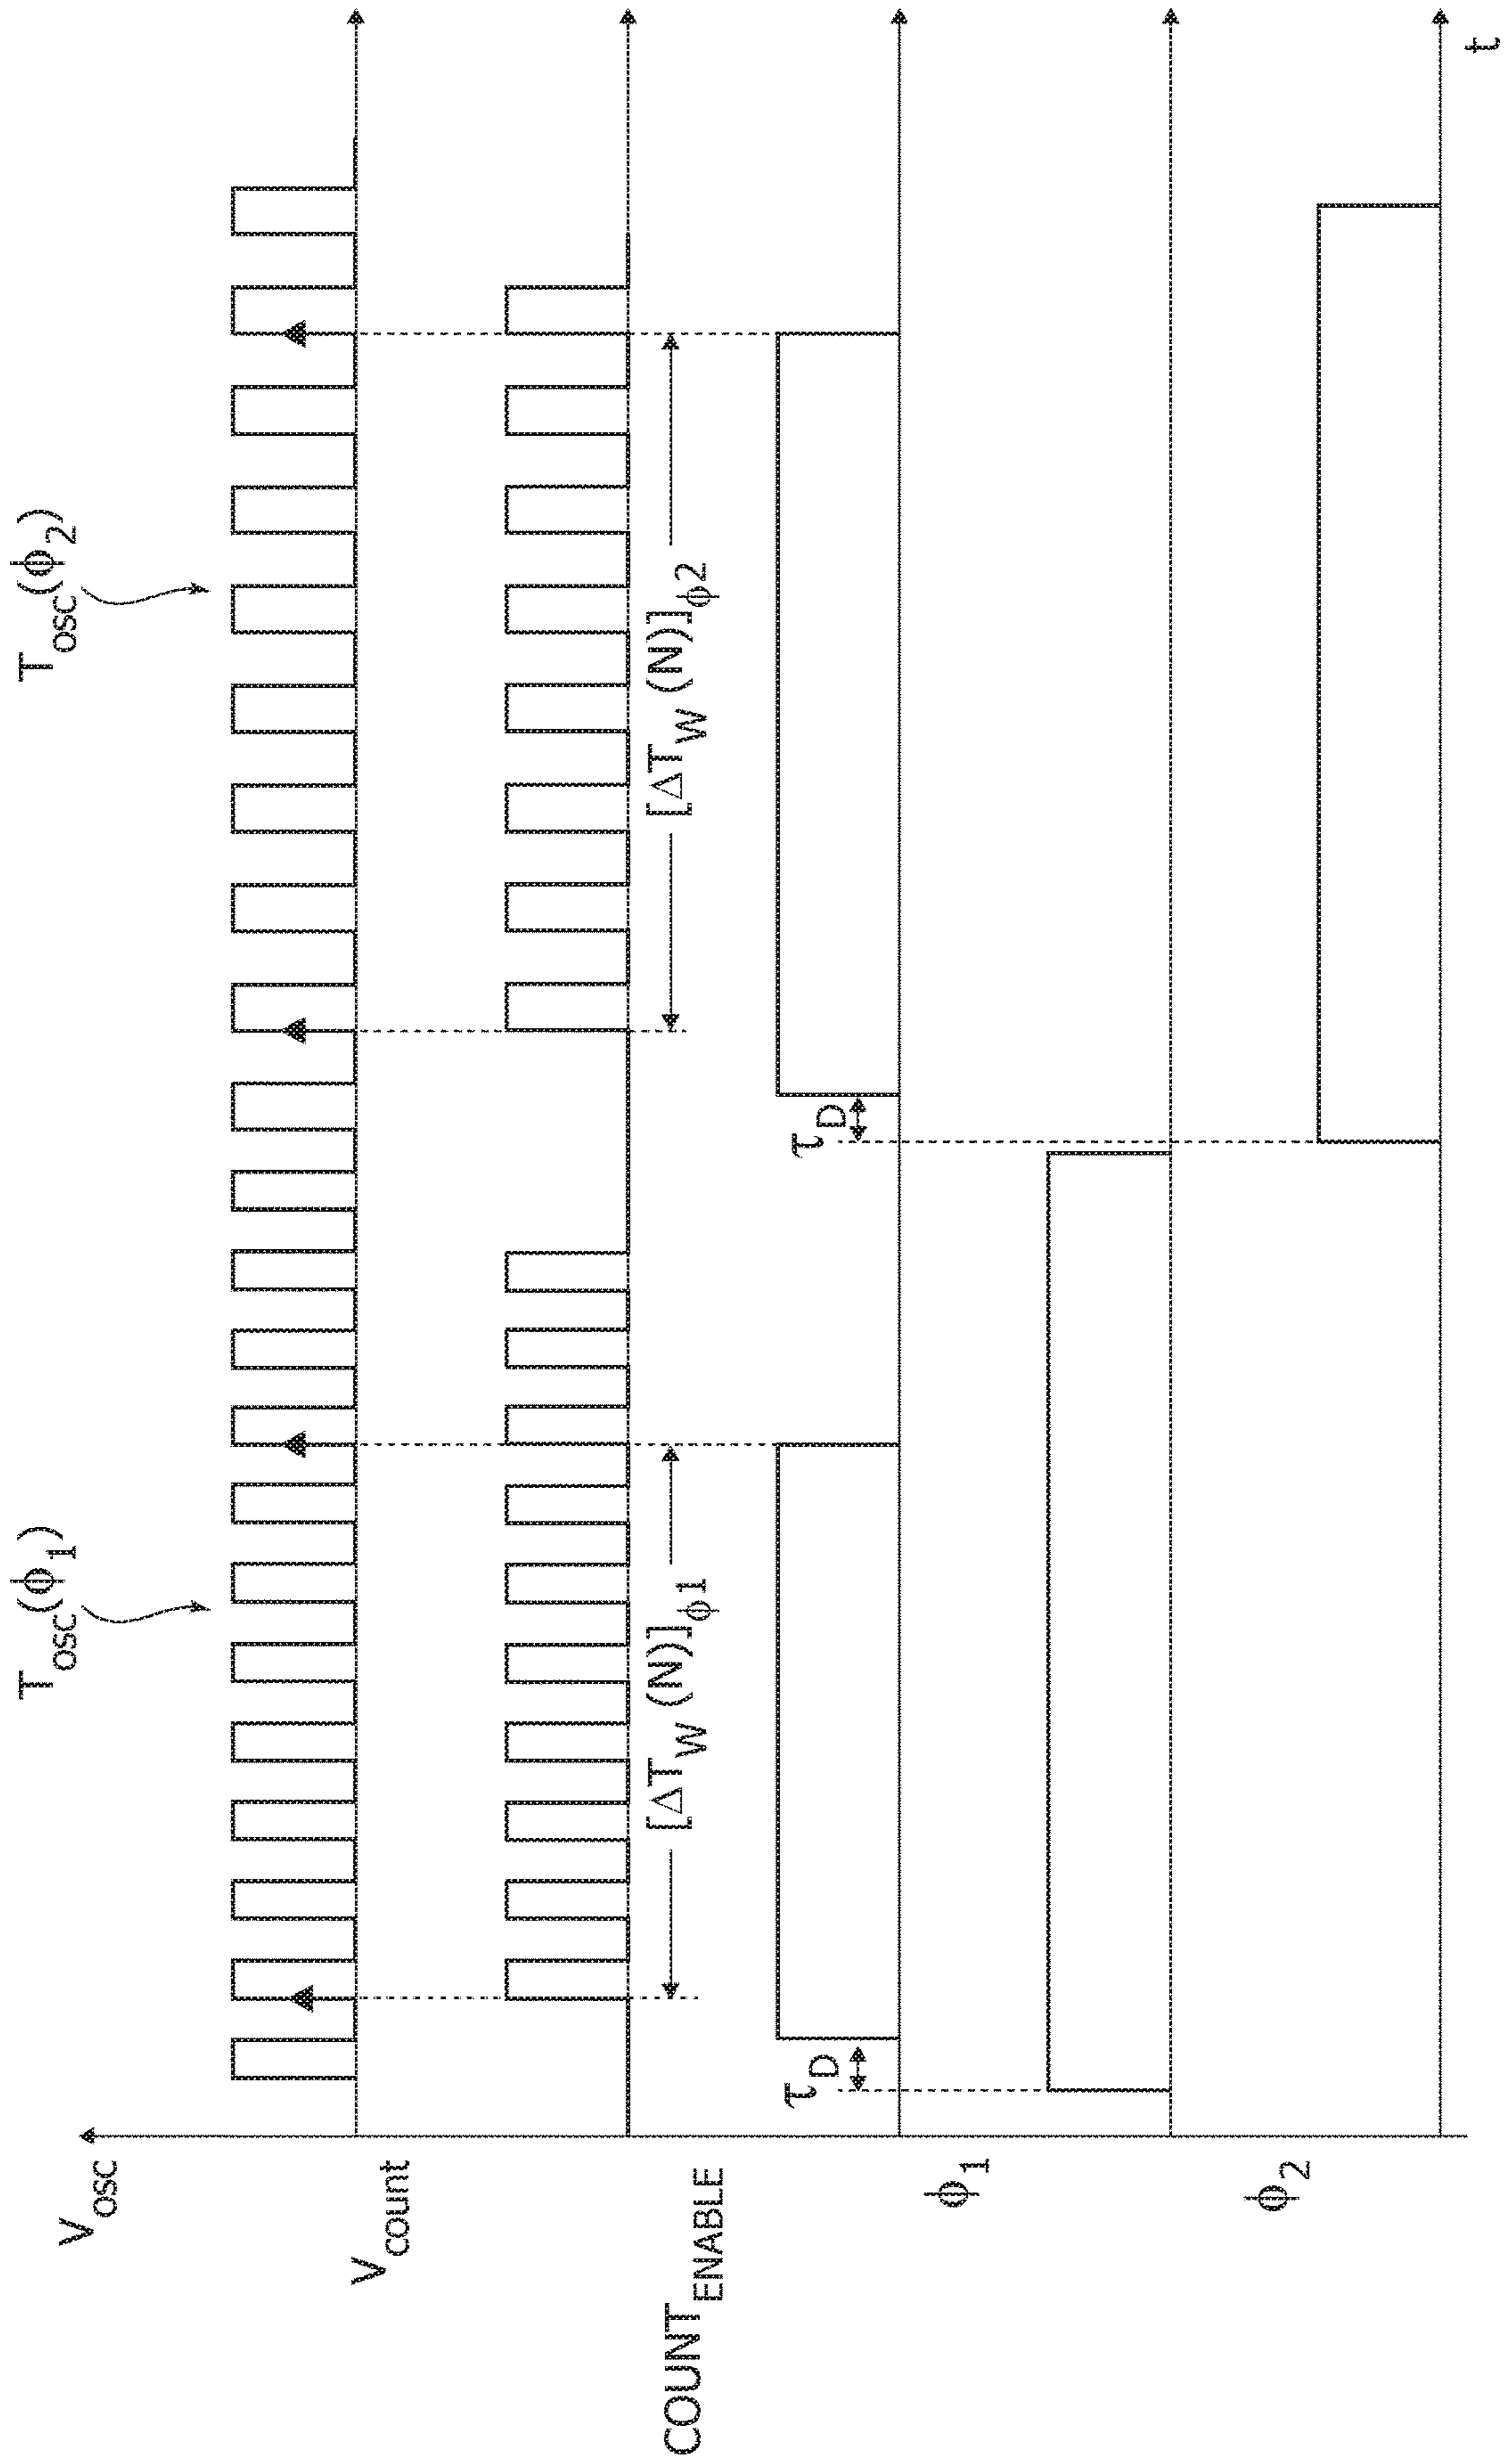 T_OSC(ϕ_1)
T_OSC(ϕ_2)
V_OSC
V_count
[ΔT_W(N)]_ϕ1
[ΔT_W(N)]_ϕ2
COUNT_ENABLE
τ_D
τ_D
ϕ_1
ϕ_2
t